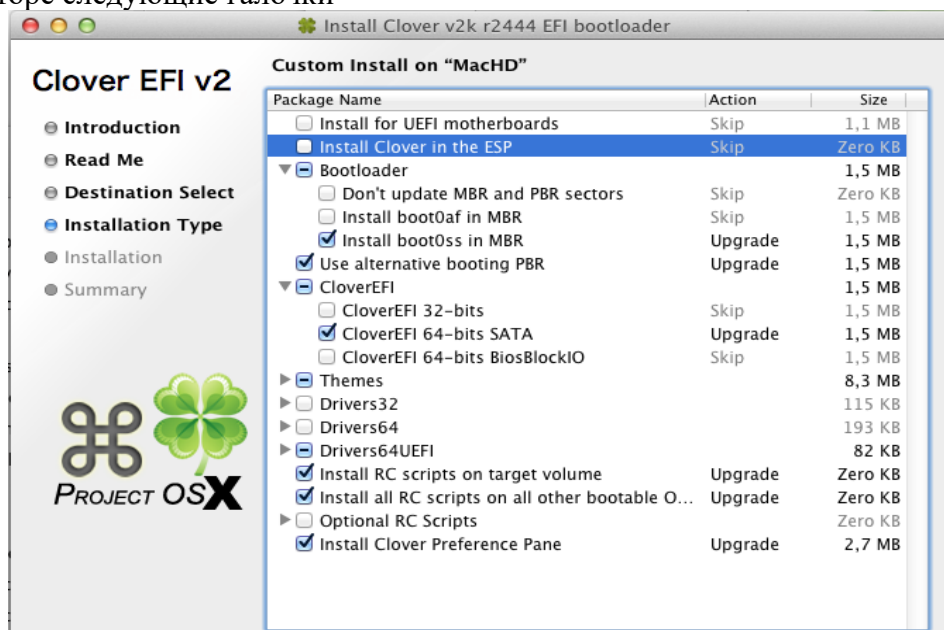 следующие галочки
Install Clover v2k r2444 EFI bootloader
Clover EFI v2
Introduction
Read Me
Destination Select
Installation Type
Installation
Summary
PROJECT OSX
Custom Install on “MacHD”
Package Name Action Size
Install for UEFI motherboards Skip 1,1 MB
Install Clover in the ESP Skip Zero KB
Bootloader 1,5 MB
Don't update MBR and PBR sectors Skip Zero KB
Install boot0af in MBR Skip 1,5 MB
Install boot0ss in MBR Upgrade 1,5 MB
Use alternative booting PBR Upgrade 1,5 MB
CloverEFI 1,5 MB
CloverEFI 32-bits Skip 1,5 MB
CloverEFI 64-bits SATA Upgrade 1,5 MB
CloverEFI 64-bits BiosBlockIO Skip 1,5 MB
Themes 8,3 MB
Drivers32 115 KB
Drivers64 193 KB
Drivers64UEFI 82 KB
Install RC scripts on target volume Upgrade Zero KB
Install all RC scripts on all other bootable O... Upgrade Zero KB
Optional RC Scripts Zero KB
Install Clover Preference Pane Upgrade 2,7 MB